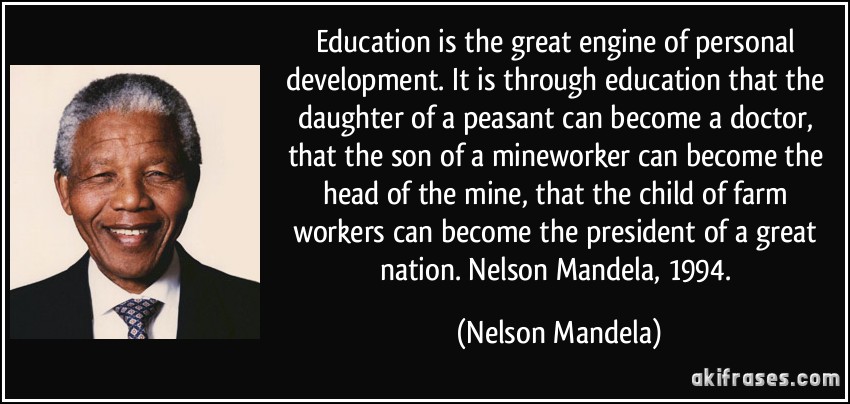 Education is the great engine of personal
development. It is through education that the
daughter of a peasant can become a doctor,
that the son of a mineworker can become the
head of the mine, that the child of farm
workers can become the president of a great
nation. Nelson Mandela, 1994.
(Nelson Mandela)
akifrases.com